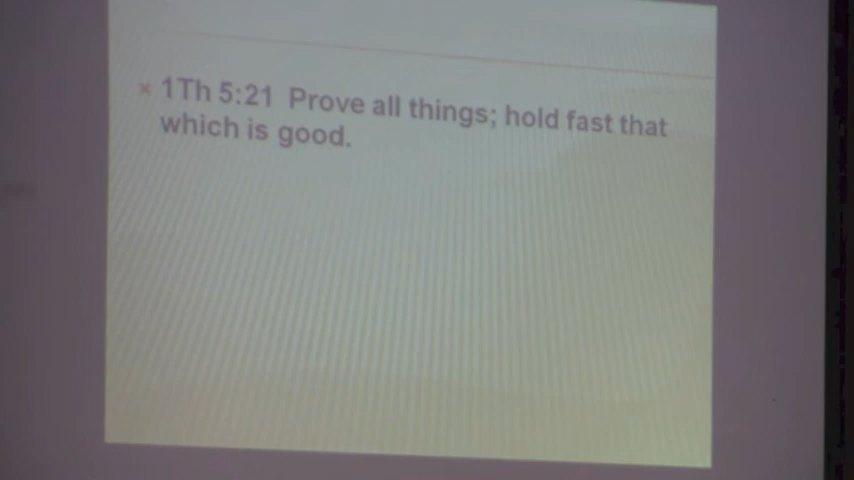 × 1Th 5:21 Prove all things; hold fast that
which is good.